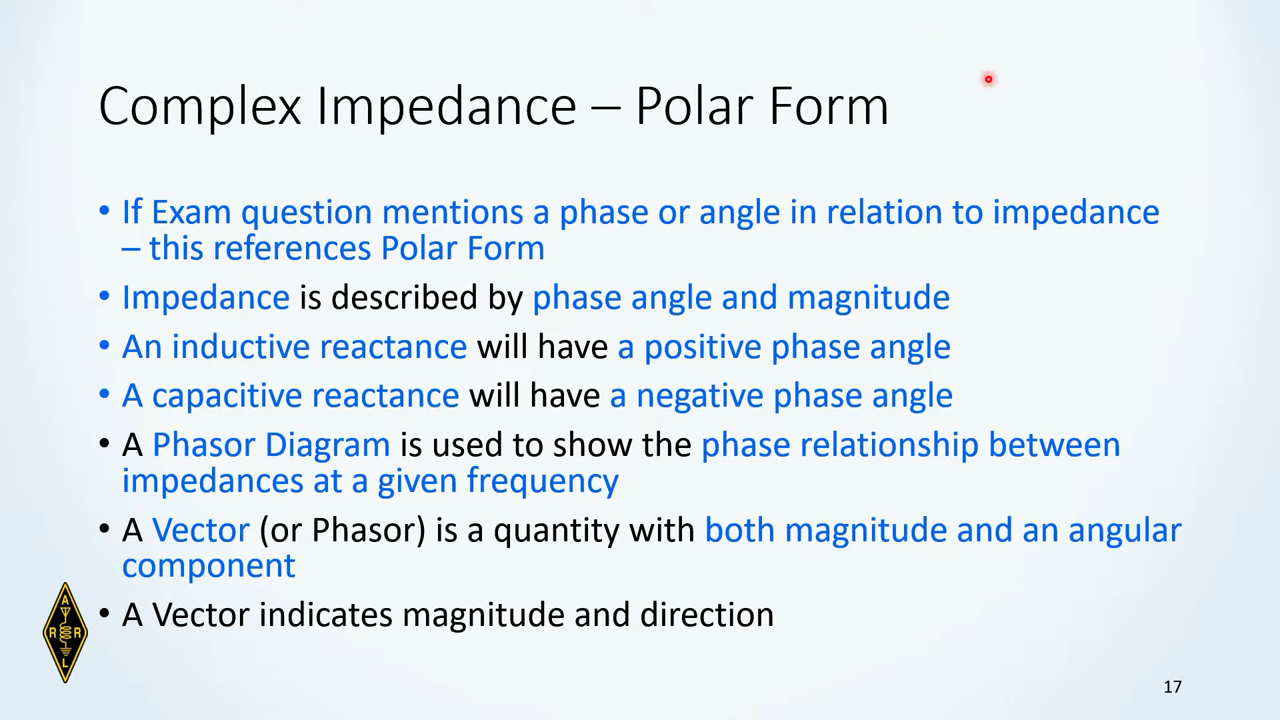 Complex Impedance – Polar Form
• If Exam question mentions a phase or angle in relation to impedance
– this references Polar Form
• Impedance is described by phase angle and magnitude
• An inductive reactance will have a positive phase angle
• A capacitive reactance will have a negative phase angle
• A Phasor Diagram is used to show the phase relationship between
impedances at a given frequency
• A Vector (or Phasor) is a quantity with both magnitude and an angular
component
• A Vector indicates magnitude and direction
A
R R
L
17